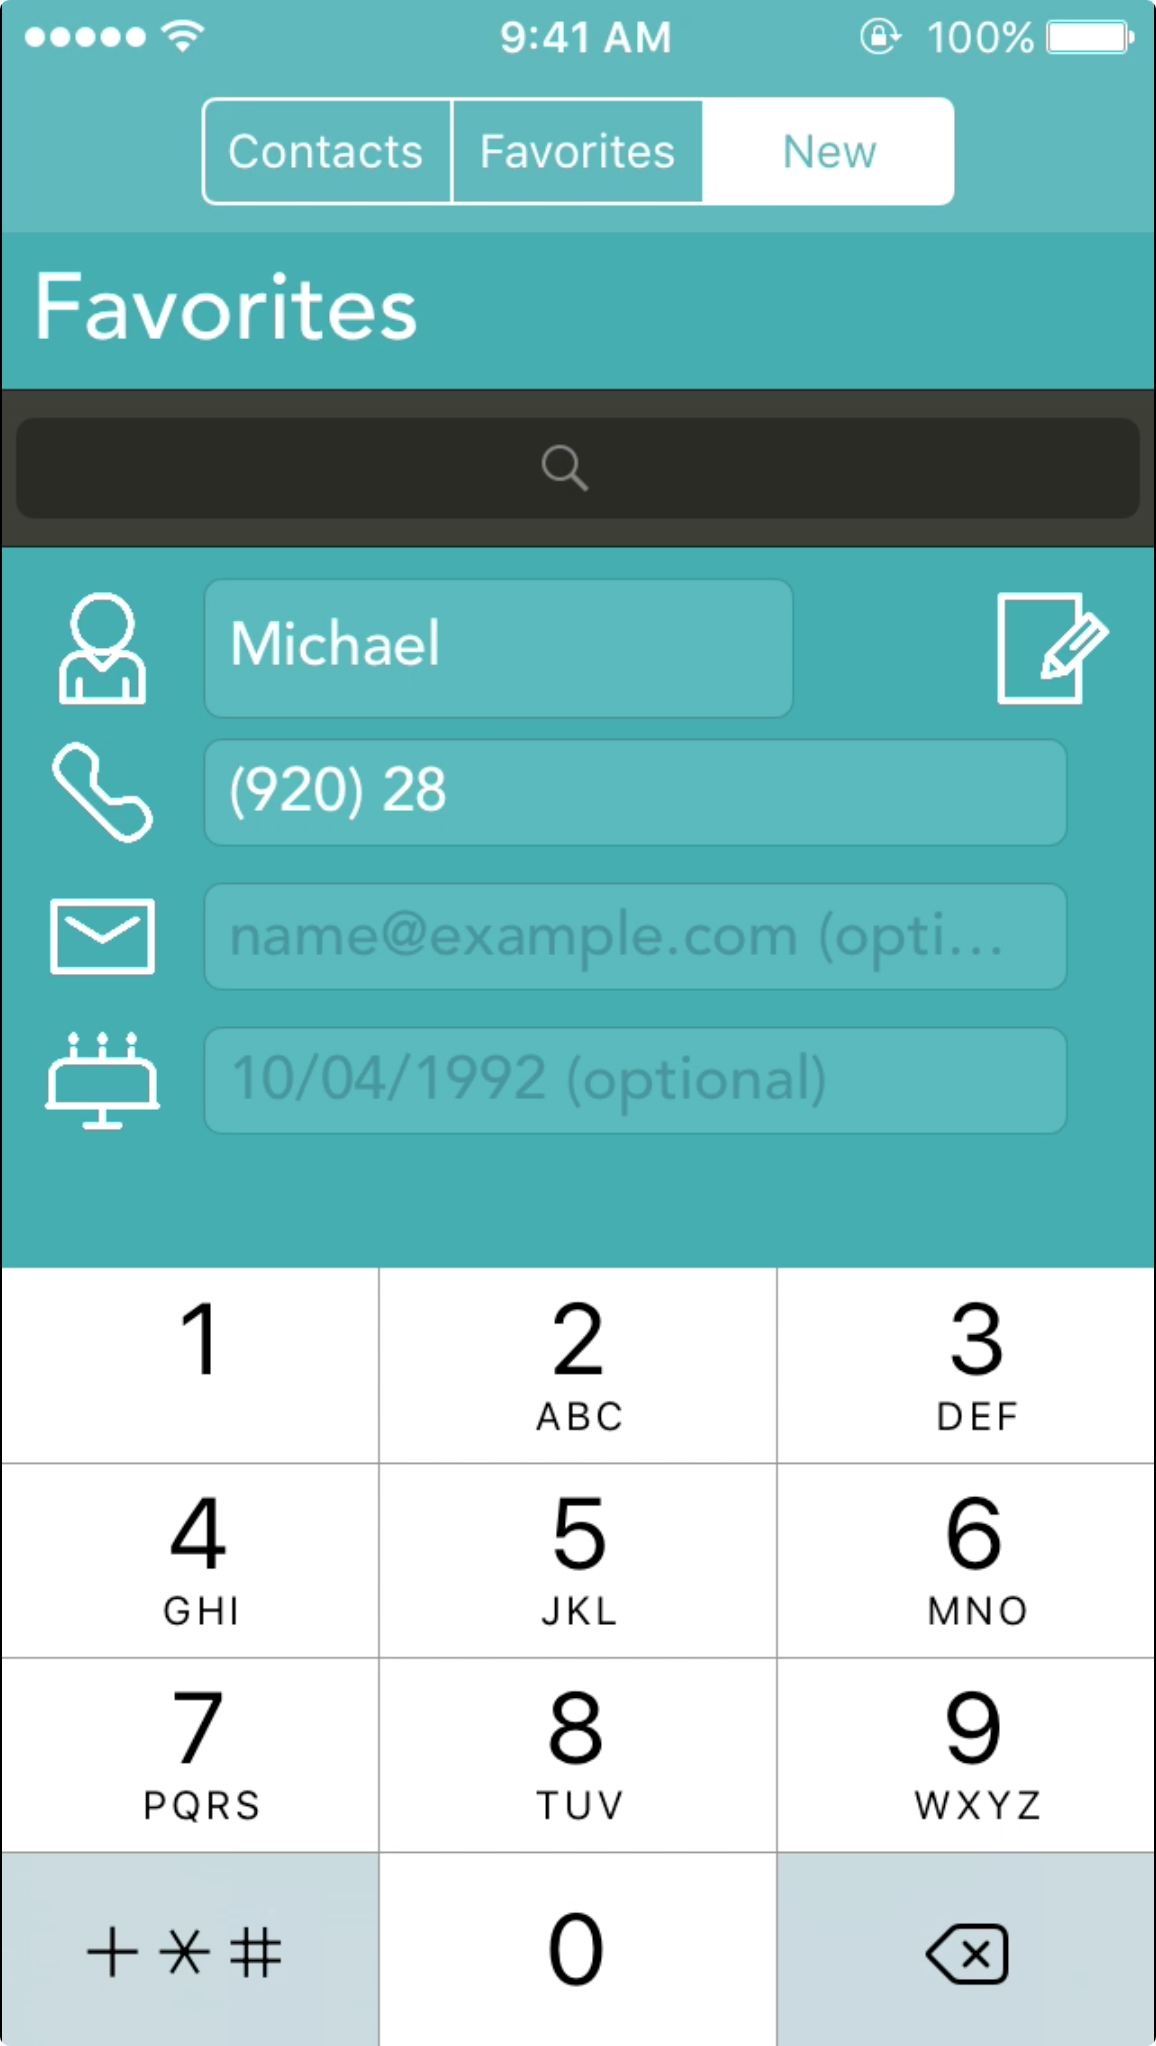 9:41 AM 100%
Contacts Favorites New
Favorites
Michael
(920) 28
name@example.com (opti...
10/04/1992 (optional)
1 2 3
ABC DEF
4 5 6
GHI JKL MNO
7 8 9
PQRS TUV WXYZ
+*# 0